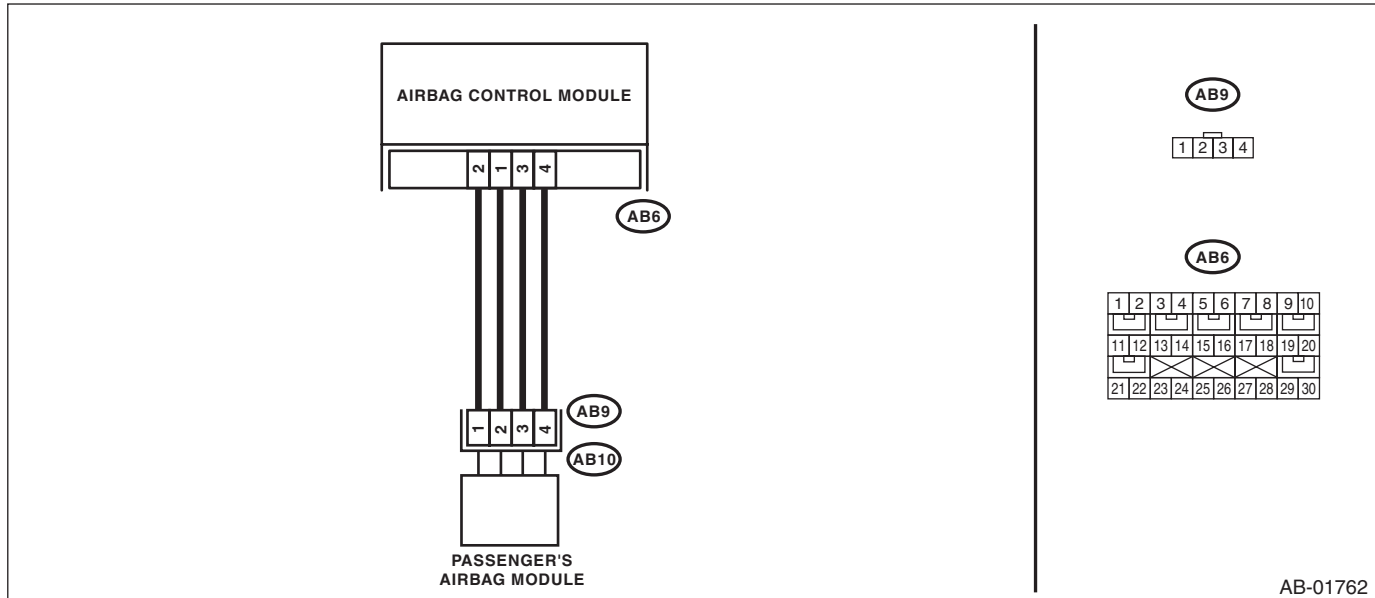 AIRBAG CONTROL MODULE
2 1 3 4
AB6
1 2 3 4
AB9
AB10
PASSENGER'S
AIRBAG MODULE
AB9
1 2 3 4
AB6
1 2 3 4 5 6 7 8 9 10
11 12 13 14 15 16 17 18 19 20
21 22 23 24 25 26 27 28 29 30
AB-01762